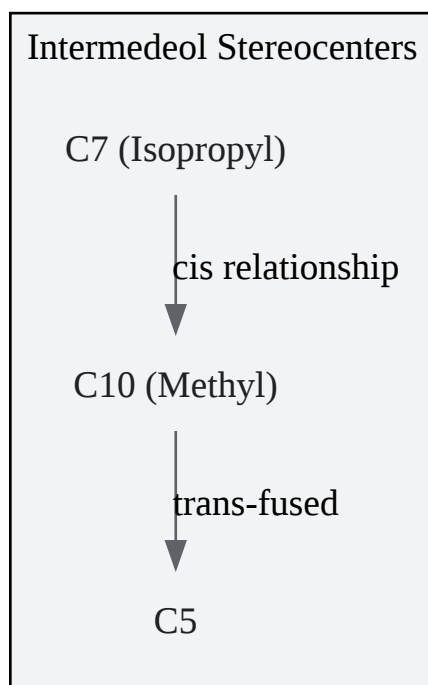 Intermedeol Stereocenters
C7 (Isopropyl)
cis relationship
C10 (Methyl)
trans-fused
C5